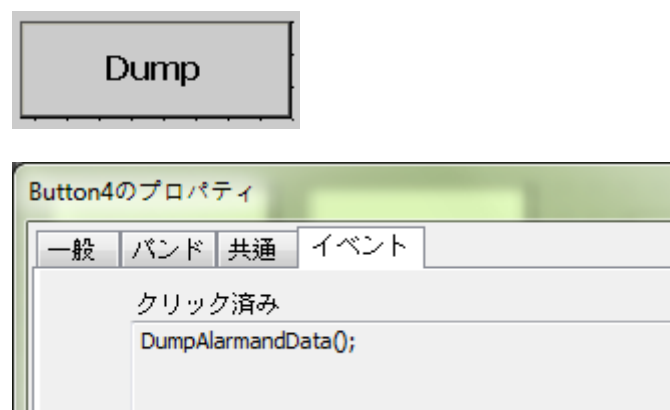 Dump
Button4のプロパティ
一般 バンド 共通 イベント
クリック済み
DumpAlarmandData();